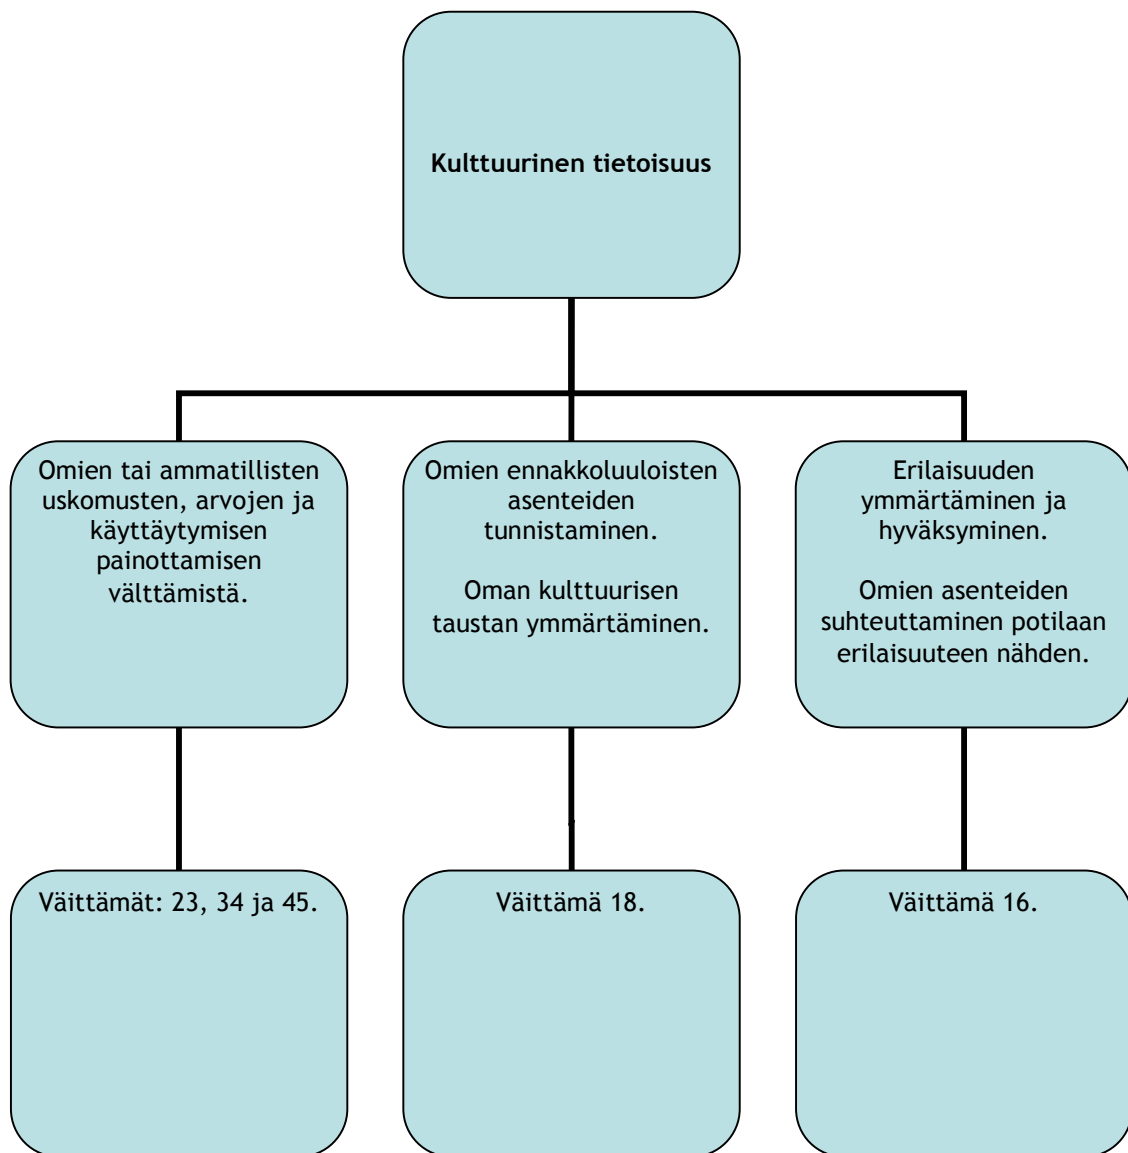 Kulttuurinen tietoisuus
Omien tai ammatillisten
uskomusten, arvojen ja
käyttäytymisen
painottamisen
välttämistä.
Omien ennakkoluuloisten
asenteiden
tunnistaminen.
Oman kulttuurisen
taustan ymmärtäminen.
Erilaisuuden
ymmärtäminen ja
hyväksyminen.
Omien asenteiden
suhteuttaminen potilaan
erilaisuuteen nähden.
Väittämät: 23, 34 ja 45.
Väittämä 18.
Väittämä 16.